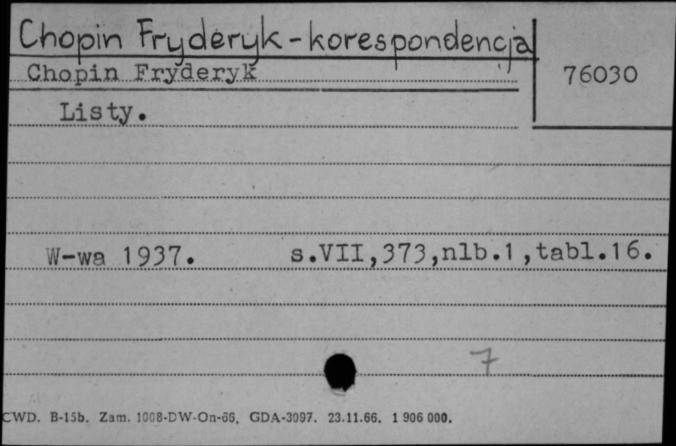 Chopin Fryderyk - korespondencja
Chopin Fryderyk
76030
Listy.
W-wa 1937. s.VII,373,nlb.1,tabl.16.
7
CWD. B-15b. Zam. 1008-DW-On-66, GDA-3097. 23.11.66. 1 906 000.